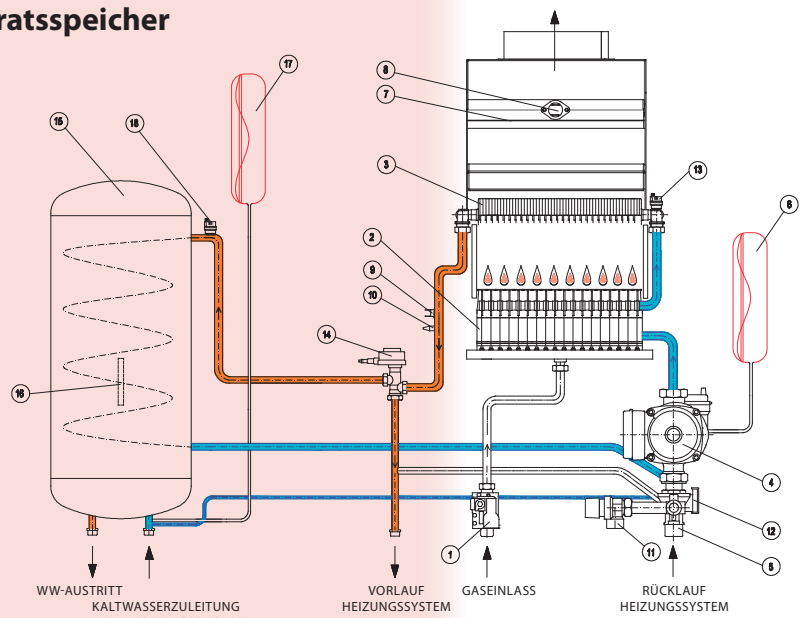 ratsspeicher
17
8
7
15
18
3
13
2
6
9
10
14
16
4
12
1
11
5
WW-AUSTRITT
KALTWASSERZULEITUNG
VORLAUF
HEIZUNGSSYSTEM
GASEINLASS
RÜCKLAUF
HEIZUNGSSYSTEM